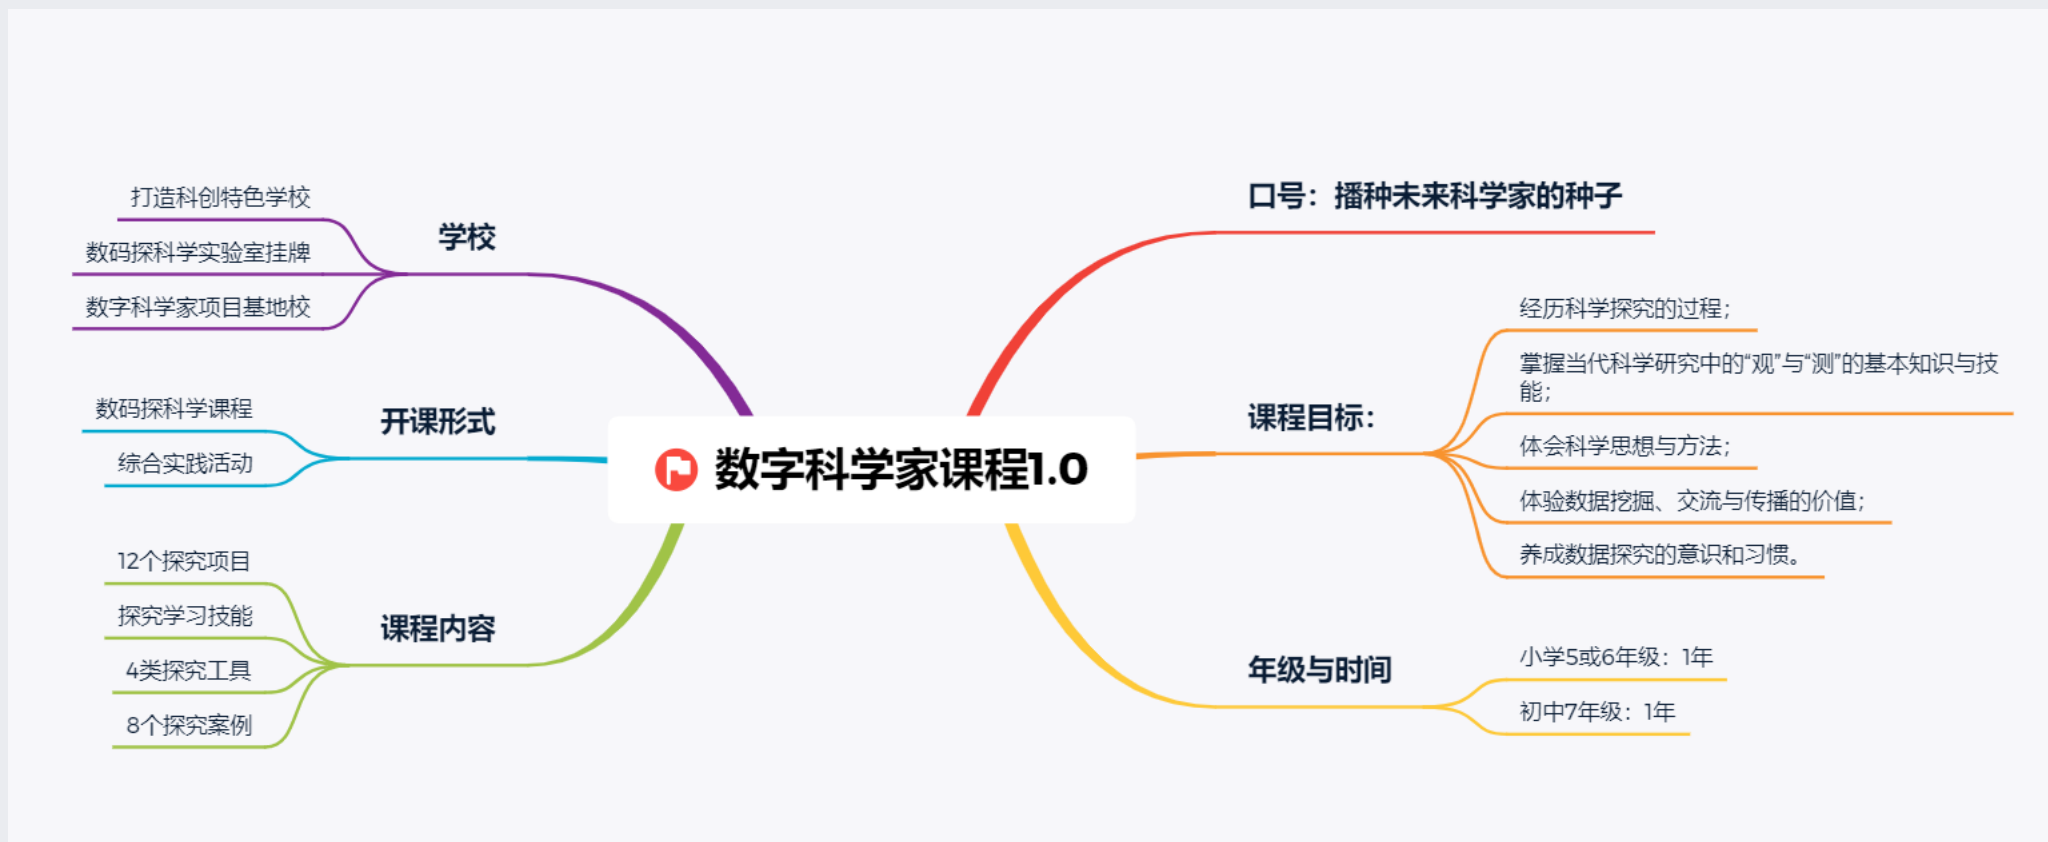 数字科学家课程1.0
口号：播种未来科学家的种子
课程目标：
经历科学探究的过程；
掌握当代科学研究中的“观”与“测”的基本知识与技
能；
体会科学思想与方法；
体验数据挖掘、交流与传播的价值；
养成数据探究的意识和习惯。
年级与时间
小学5或6年级：1年
初中7年级：1年
学校
打造科创特色学校
数码探科学实验室挂牌
数字科学家项目基地校
开课形式
数码探科学课程
综合实践活动
课程内容
12个探究项目
探究学习技能
4类探究工具
8个探究案例